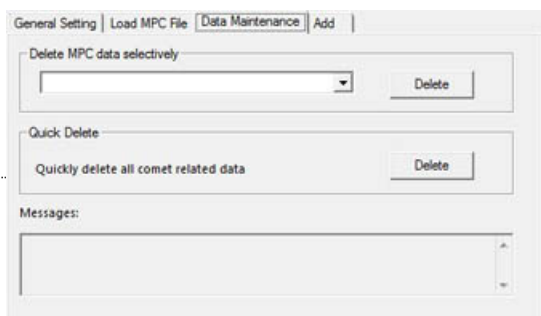 General Setting Load MPC File Data Maintenance Add
Delete MPC data selectively
Delete
Quick Delete
Quickly delete all comet related data Delete
Messages: